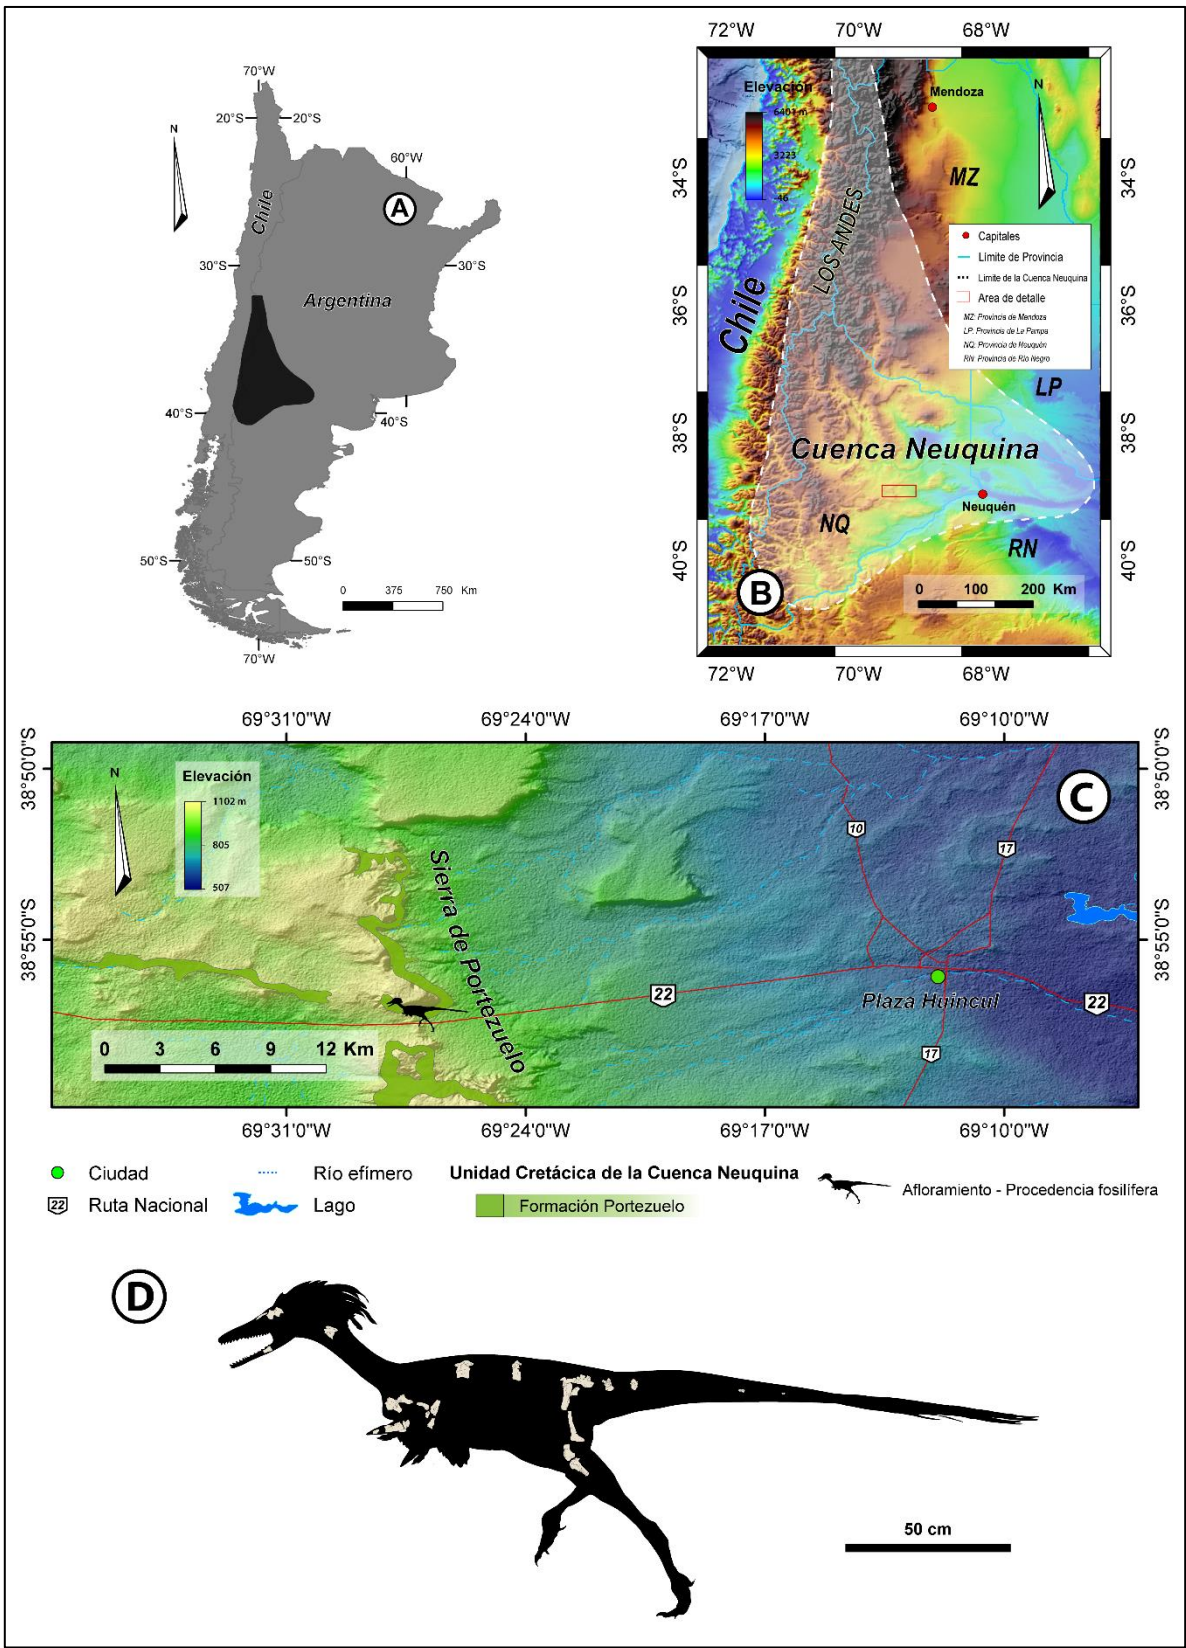 70°W
20°S
20°S
N
60°W
A
Chile
30°S
30°S
Argentina
40°S
40°S
50°S
50°S
0 375 750 Km
70°W
72°W 70°W 68°W
Elevación
6401 m
3223
-46
Mendoza
N
MZ
34°S
34°S
LOS ANDES
Capitales
Límite de Provincia
Límite de la Cuenca Neuquina
Area de detalle
MZ: Provincia de Mendoza
LP: Provincia de La Pampa
NQ: Provincia de Neuquén
RN: Provincia de Río Negro
Chile
36°S
36°S
LP
38°S
38°S
Cuenca Neuquina
Neuquén
NQ
RN
40°S
40°S
B
0 100 200 Km
72°W 70°W 68°W
69°31'0"W 69°24'0"W 69°17'0"W 69°10'0"W
38°50'0"S
38°50'0"S
N
Elevación
1102 m
805
507
C
10
17
Sierra de Portezuelo
38°55'0"S
38°55'0"S
22
Plaza Huincul
22
17
0 3 6 9 12 Km
69°31'0"W 69°24'0"W 69°17'0"W 69°10'0"W
Ciudad
Río efímero
Unidad Cretácica de la Cuenca Neuquina
Afloramiento - Procedencia fosilífera
22 Ruta Nacional
Lago
Formación Portezuelo
D
50 cm